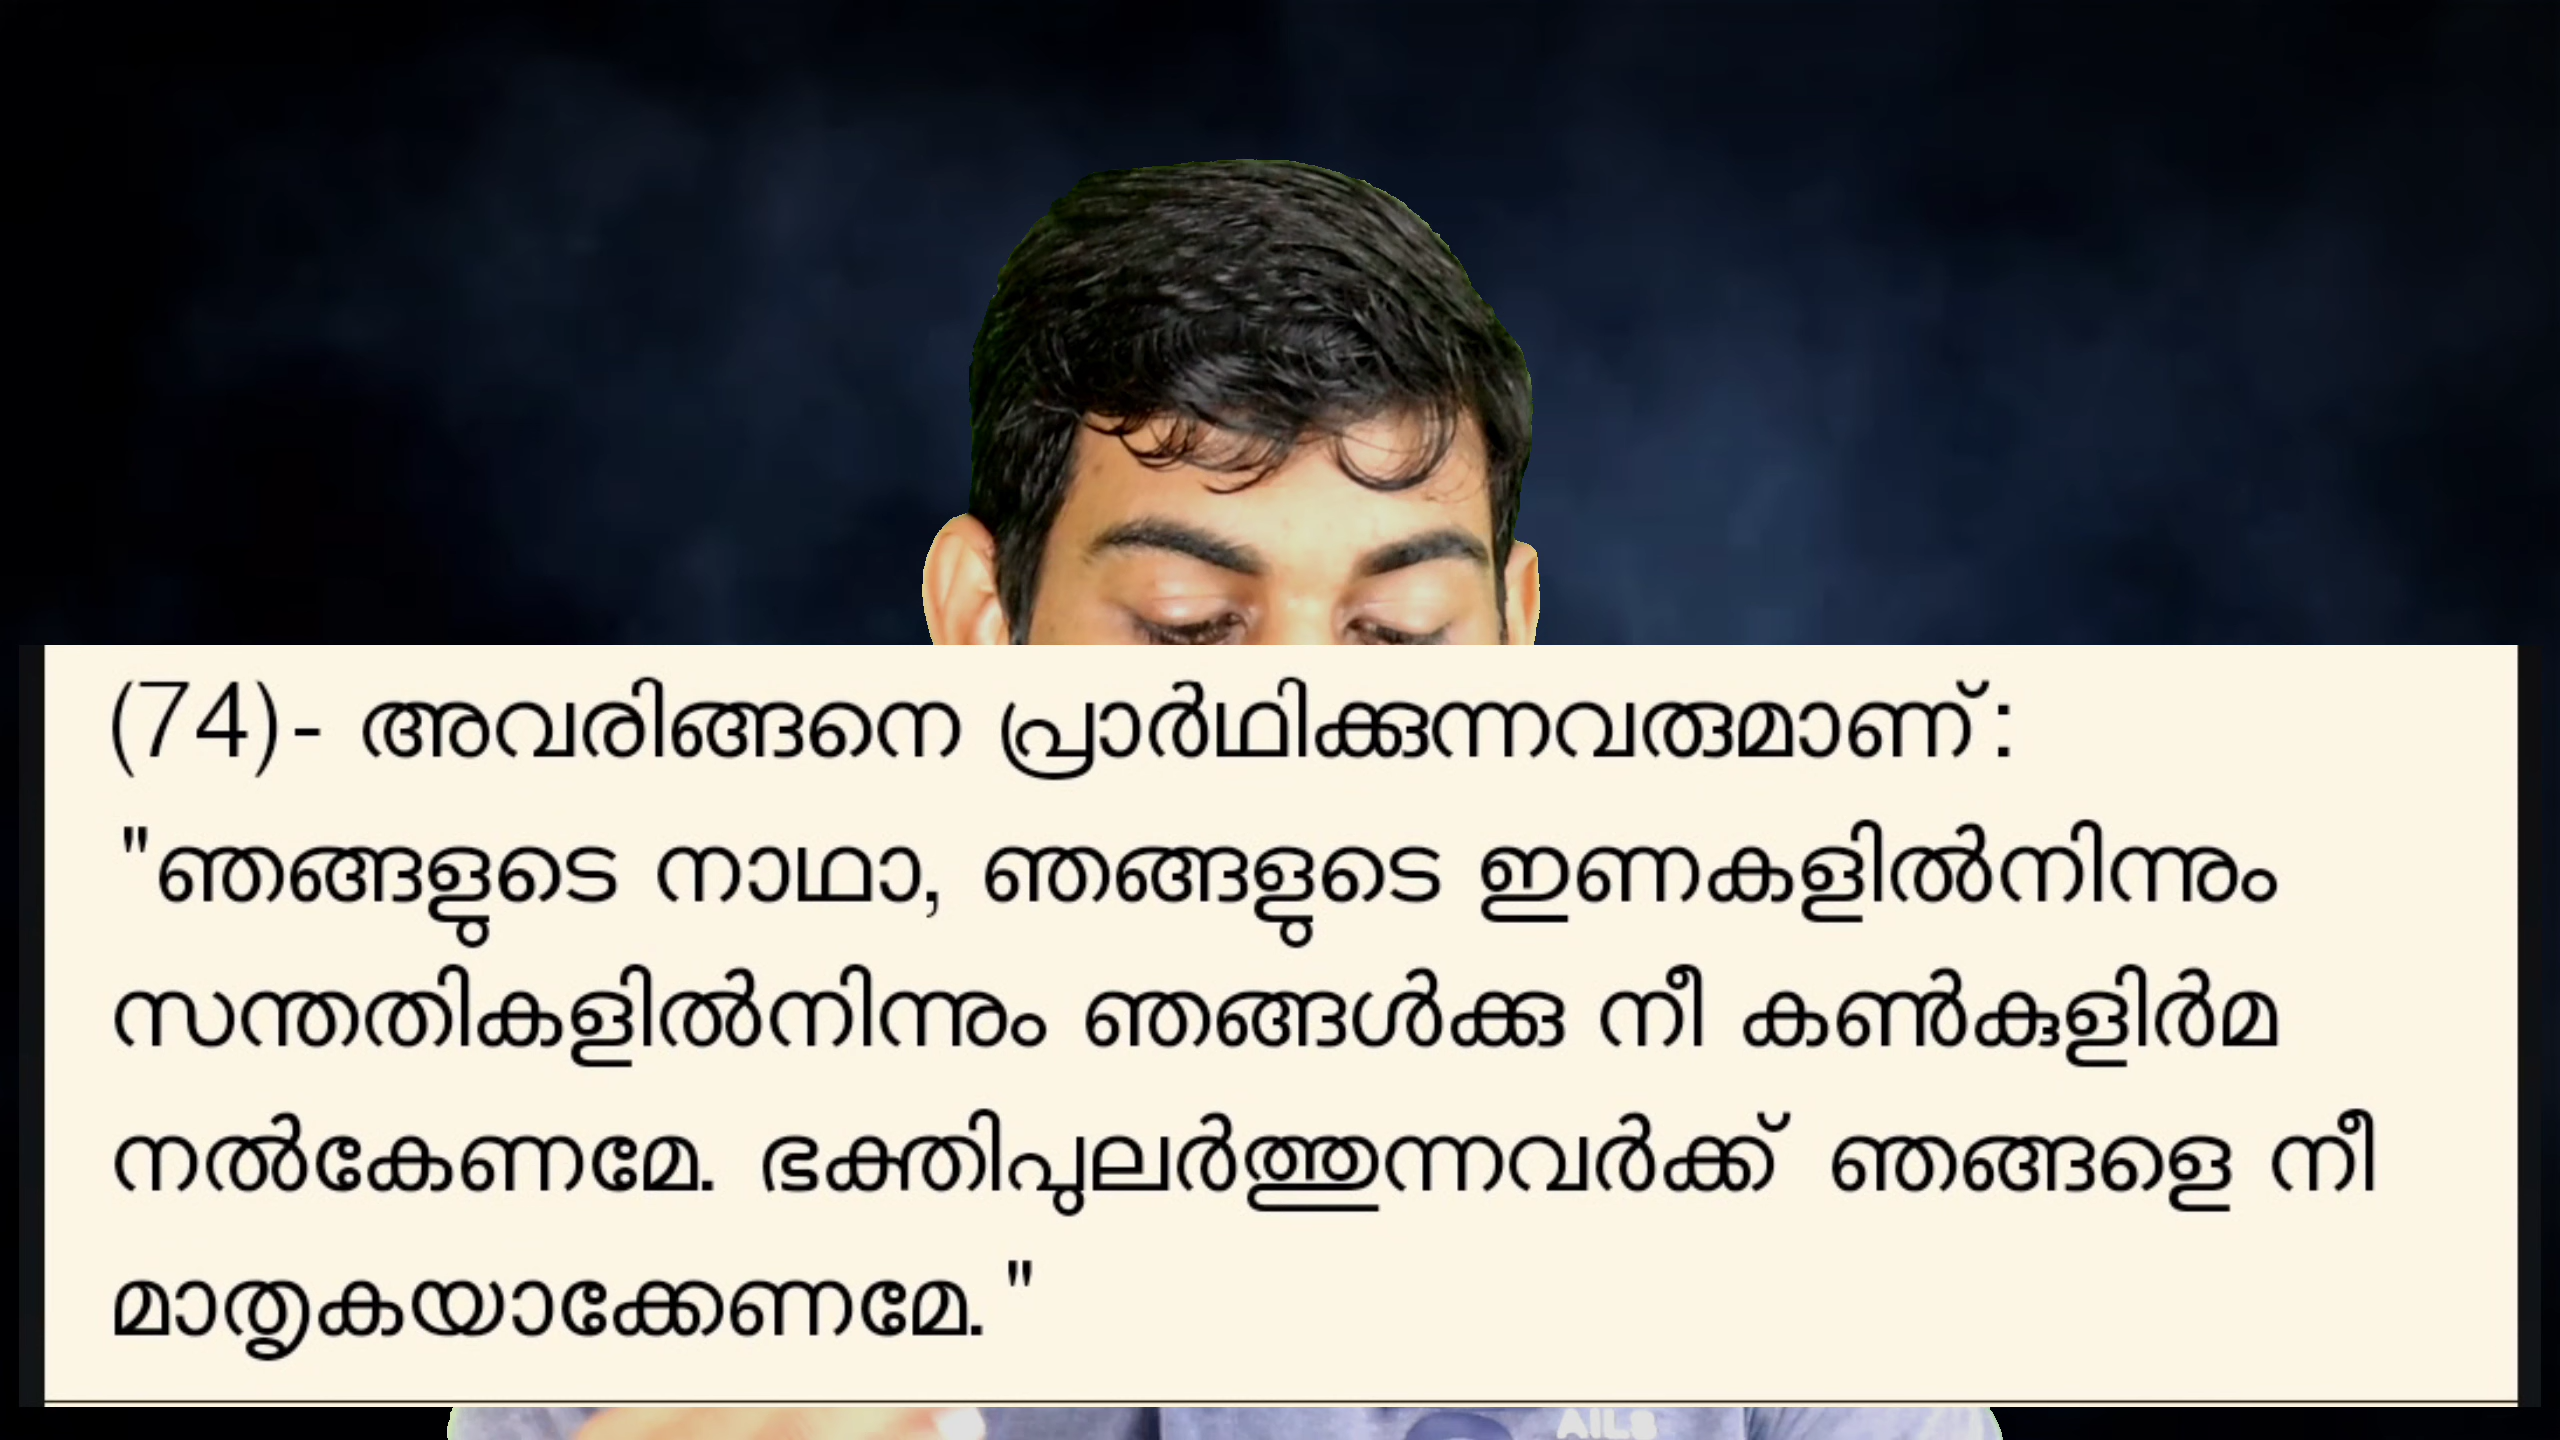 (74)- അവരിങ്ങനെ പ്രാർഥിക്കുന്നവരുമാണ്:
"ഞങ്ങളുടെ നാഥാ, ഞങ്ങളുടെ ഇണകളിൽനിന്നും
സന്തതികളിൽനിന്നും ഞങ്ങൾക്കു നീ കൺകുളിർമ
നൽകേണമേ. ഭക്തിപുലർത്തുന്നവർക്ക് ഞങ്ങളെ നീ
മാതൃകയാക്കേണമേ."